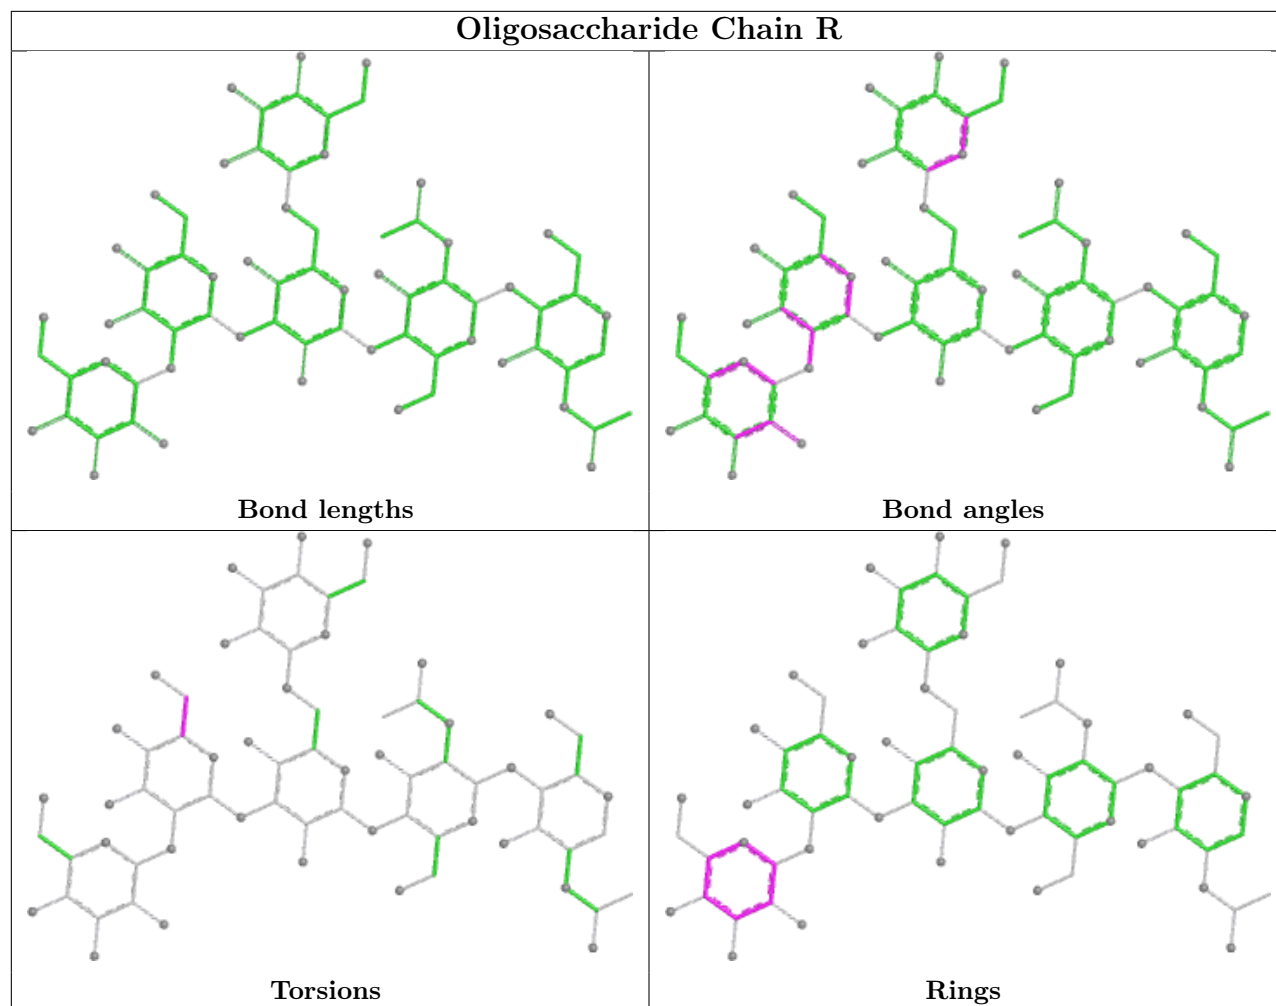 Oligosaccharide Chain R
Bond lengths
Bond angles
Torsions
Rings